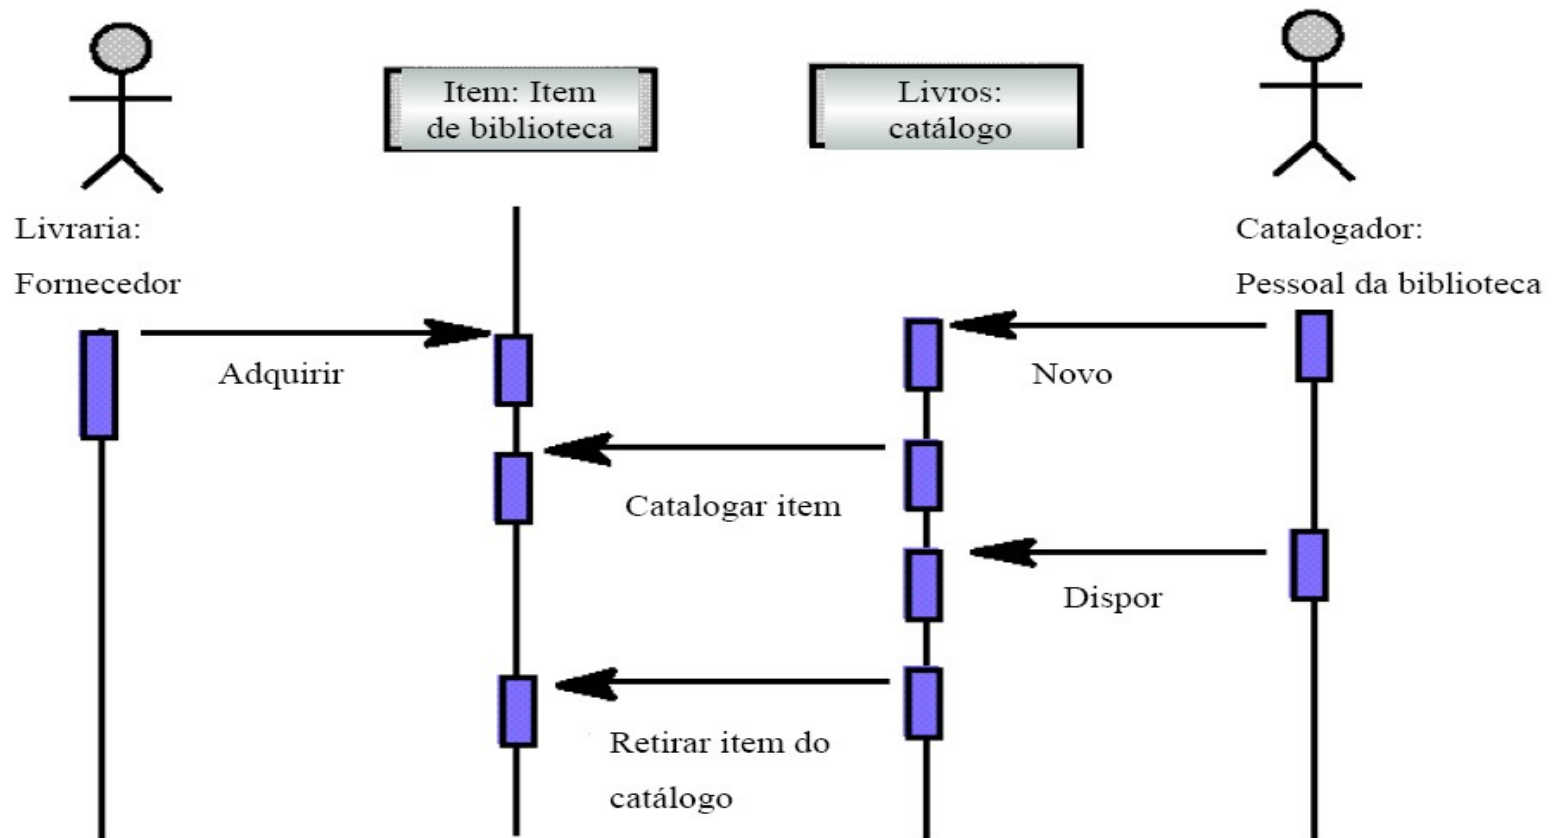 Item: Item
de biblioteca
Livros:
catálogo
Livraria:
Fornecedor
Catalogador:
Pessoal da biblioteca
Adquirir
Novo
Catalogar item
Dispor
Retirar item do
catálogo